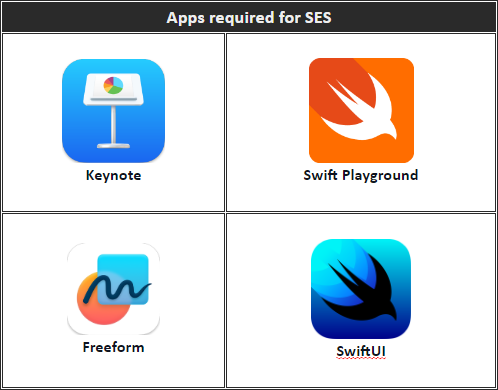 Apps required for SES
Keynote
Swift Playground
Freeform
SwiftUI